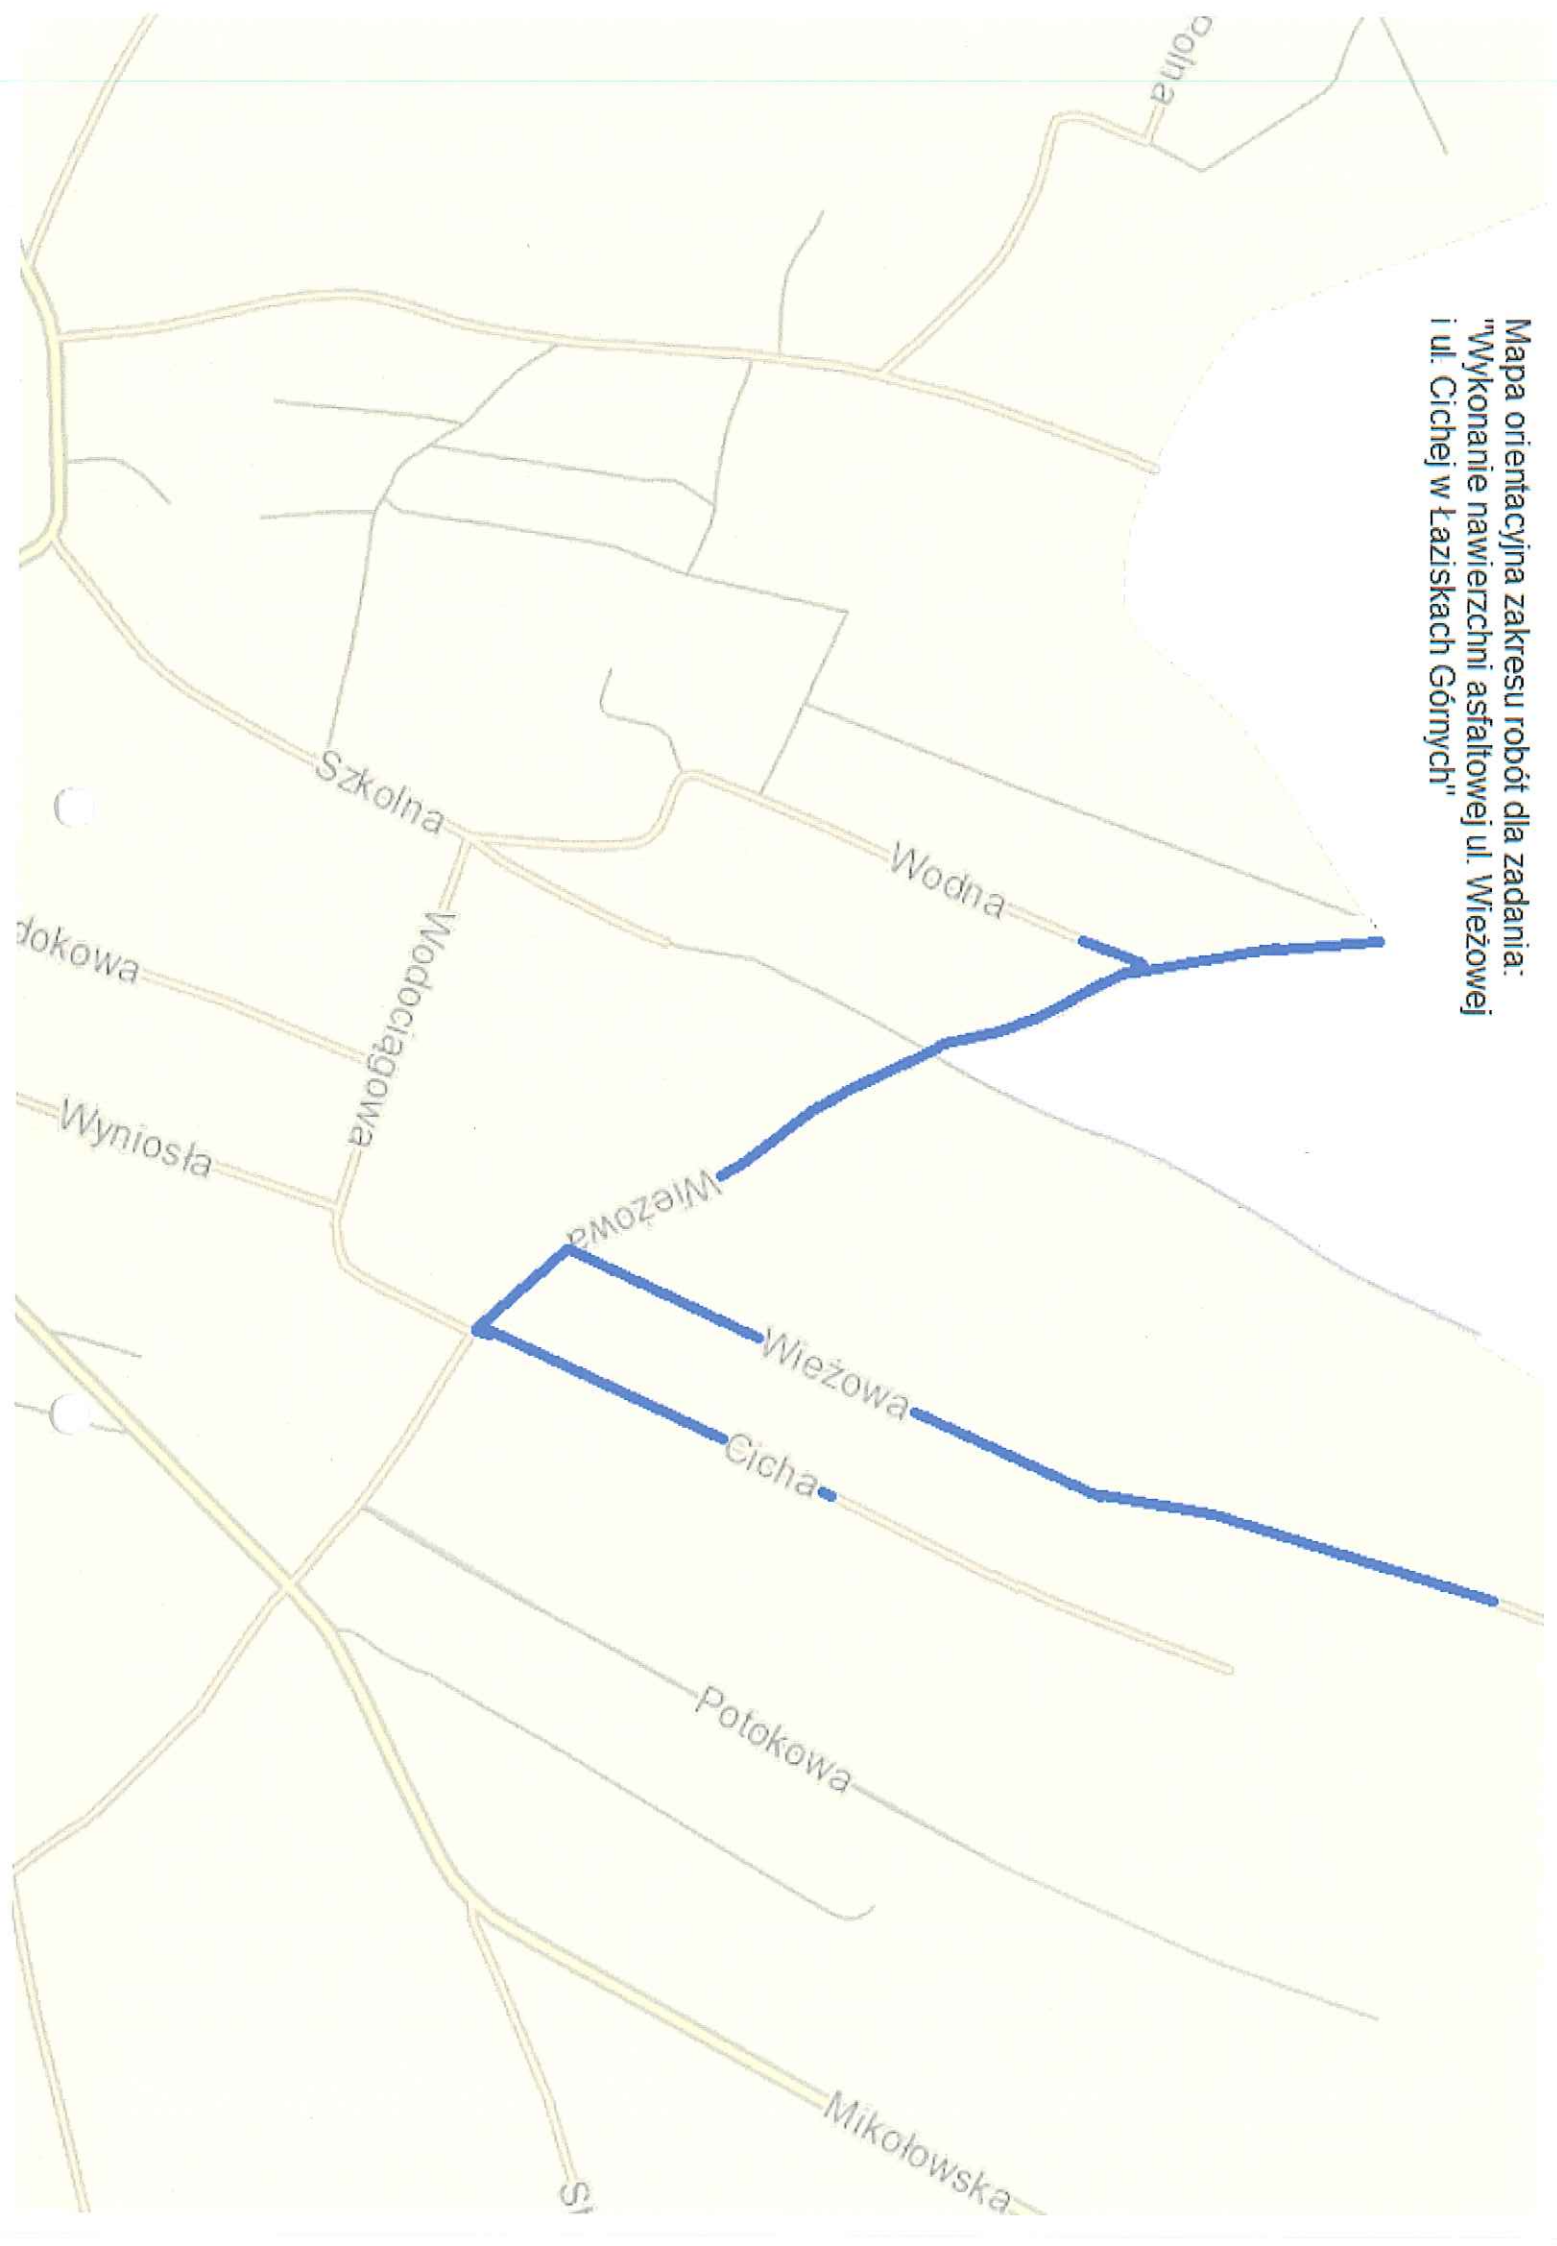 Mapa orientacyjna zakresu robót dla zadania:
"Wykonanie nawierzchni asfaltowej ul. Wieżowej
i ul. Cichej w Łaziskach Górnych"
Polna
Szkolna
Wodna
Wodociągowa
dokowa
Wyniosła
Wieżowa
Wieżowa
Cicha
Potokowa
Mikołowska